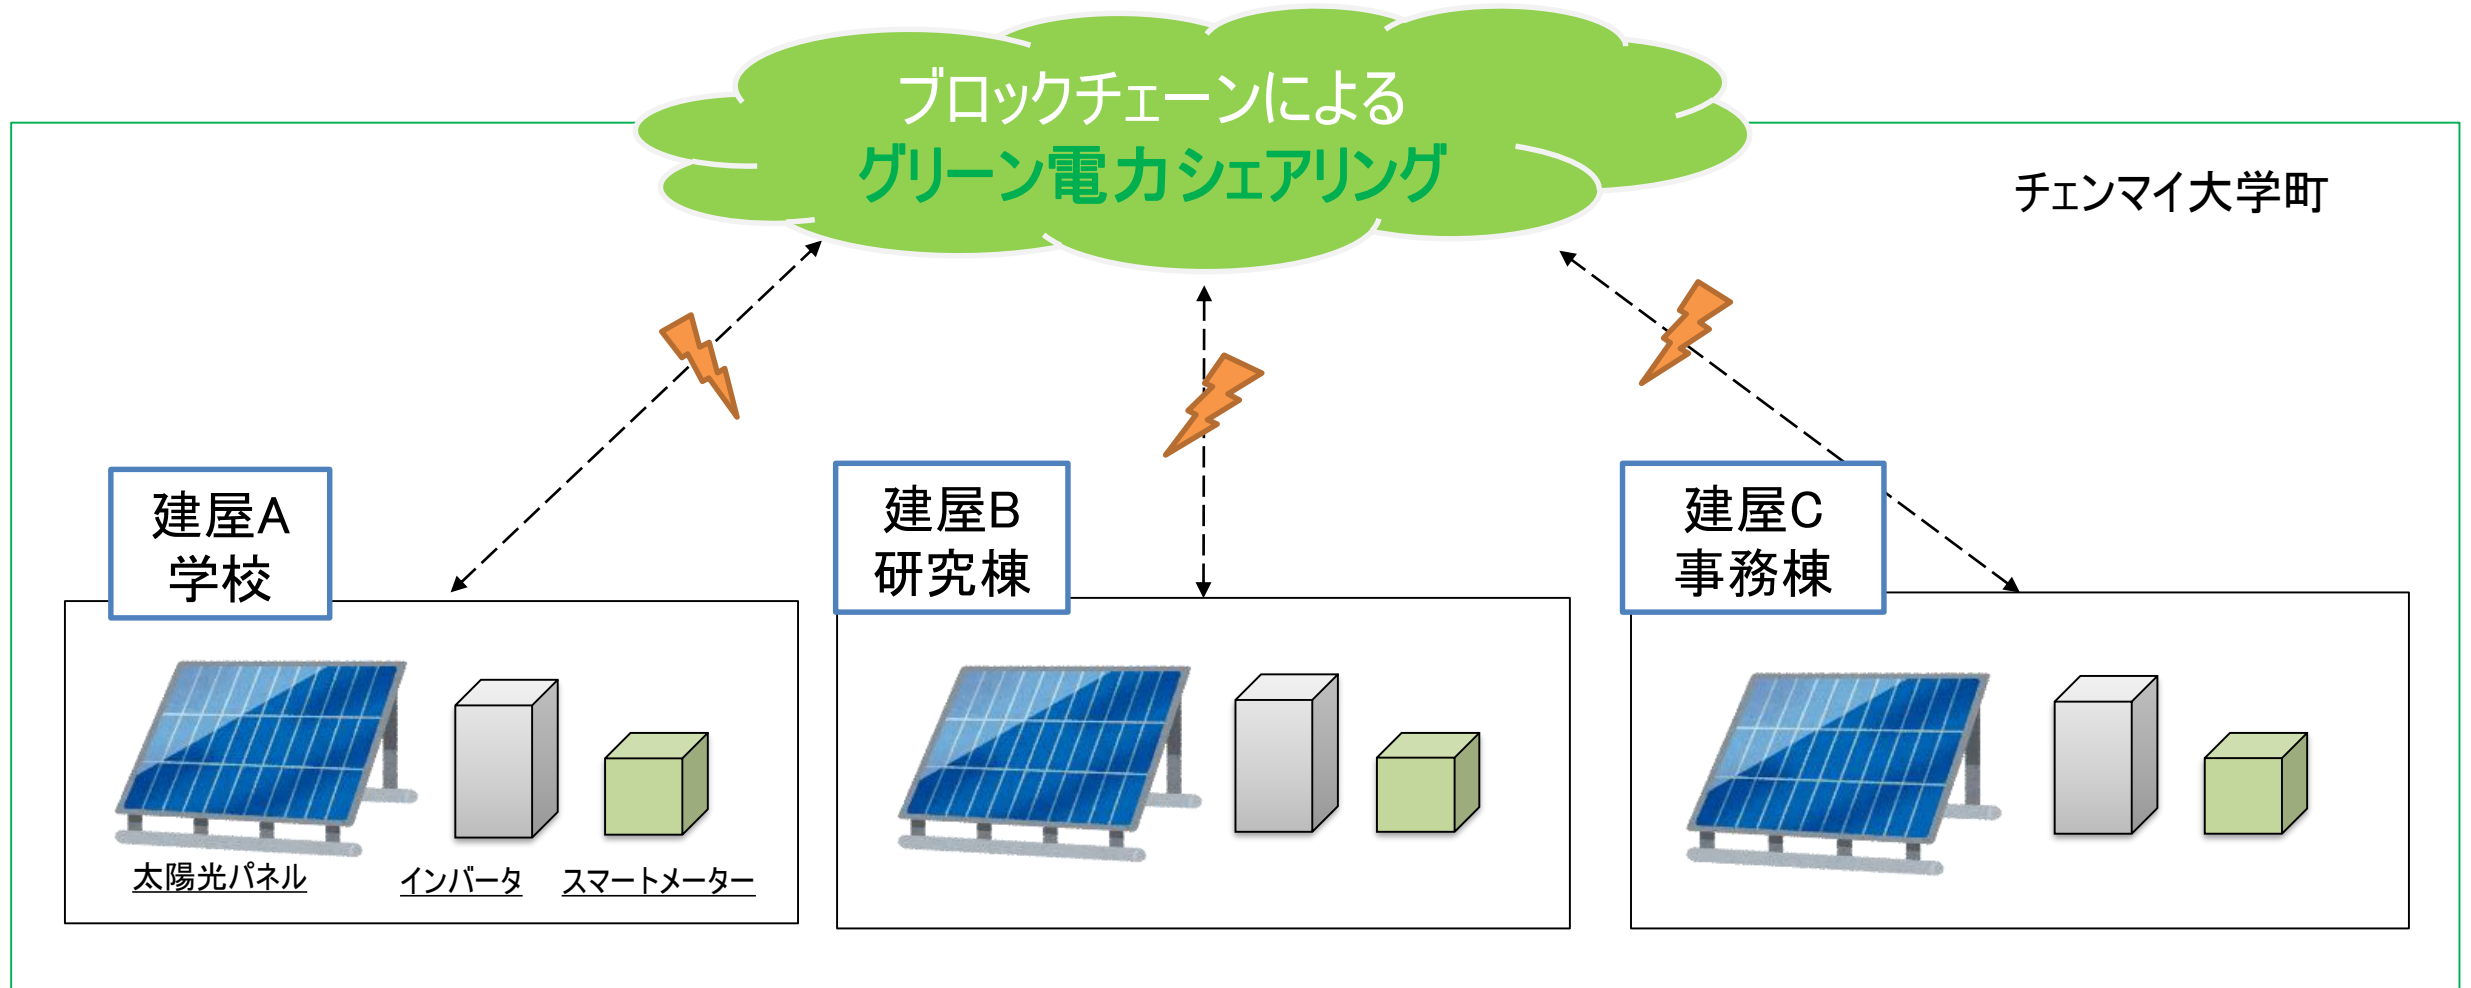 ブロックチェーンによる
グリーン電力シェアリング
チェンマイ大学町
建屋A
学校
建屋B
研究棟
建屋C
事務棟
太陽光パネル
インバータ
スマートメーター